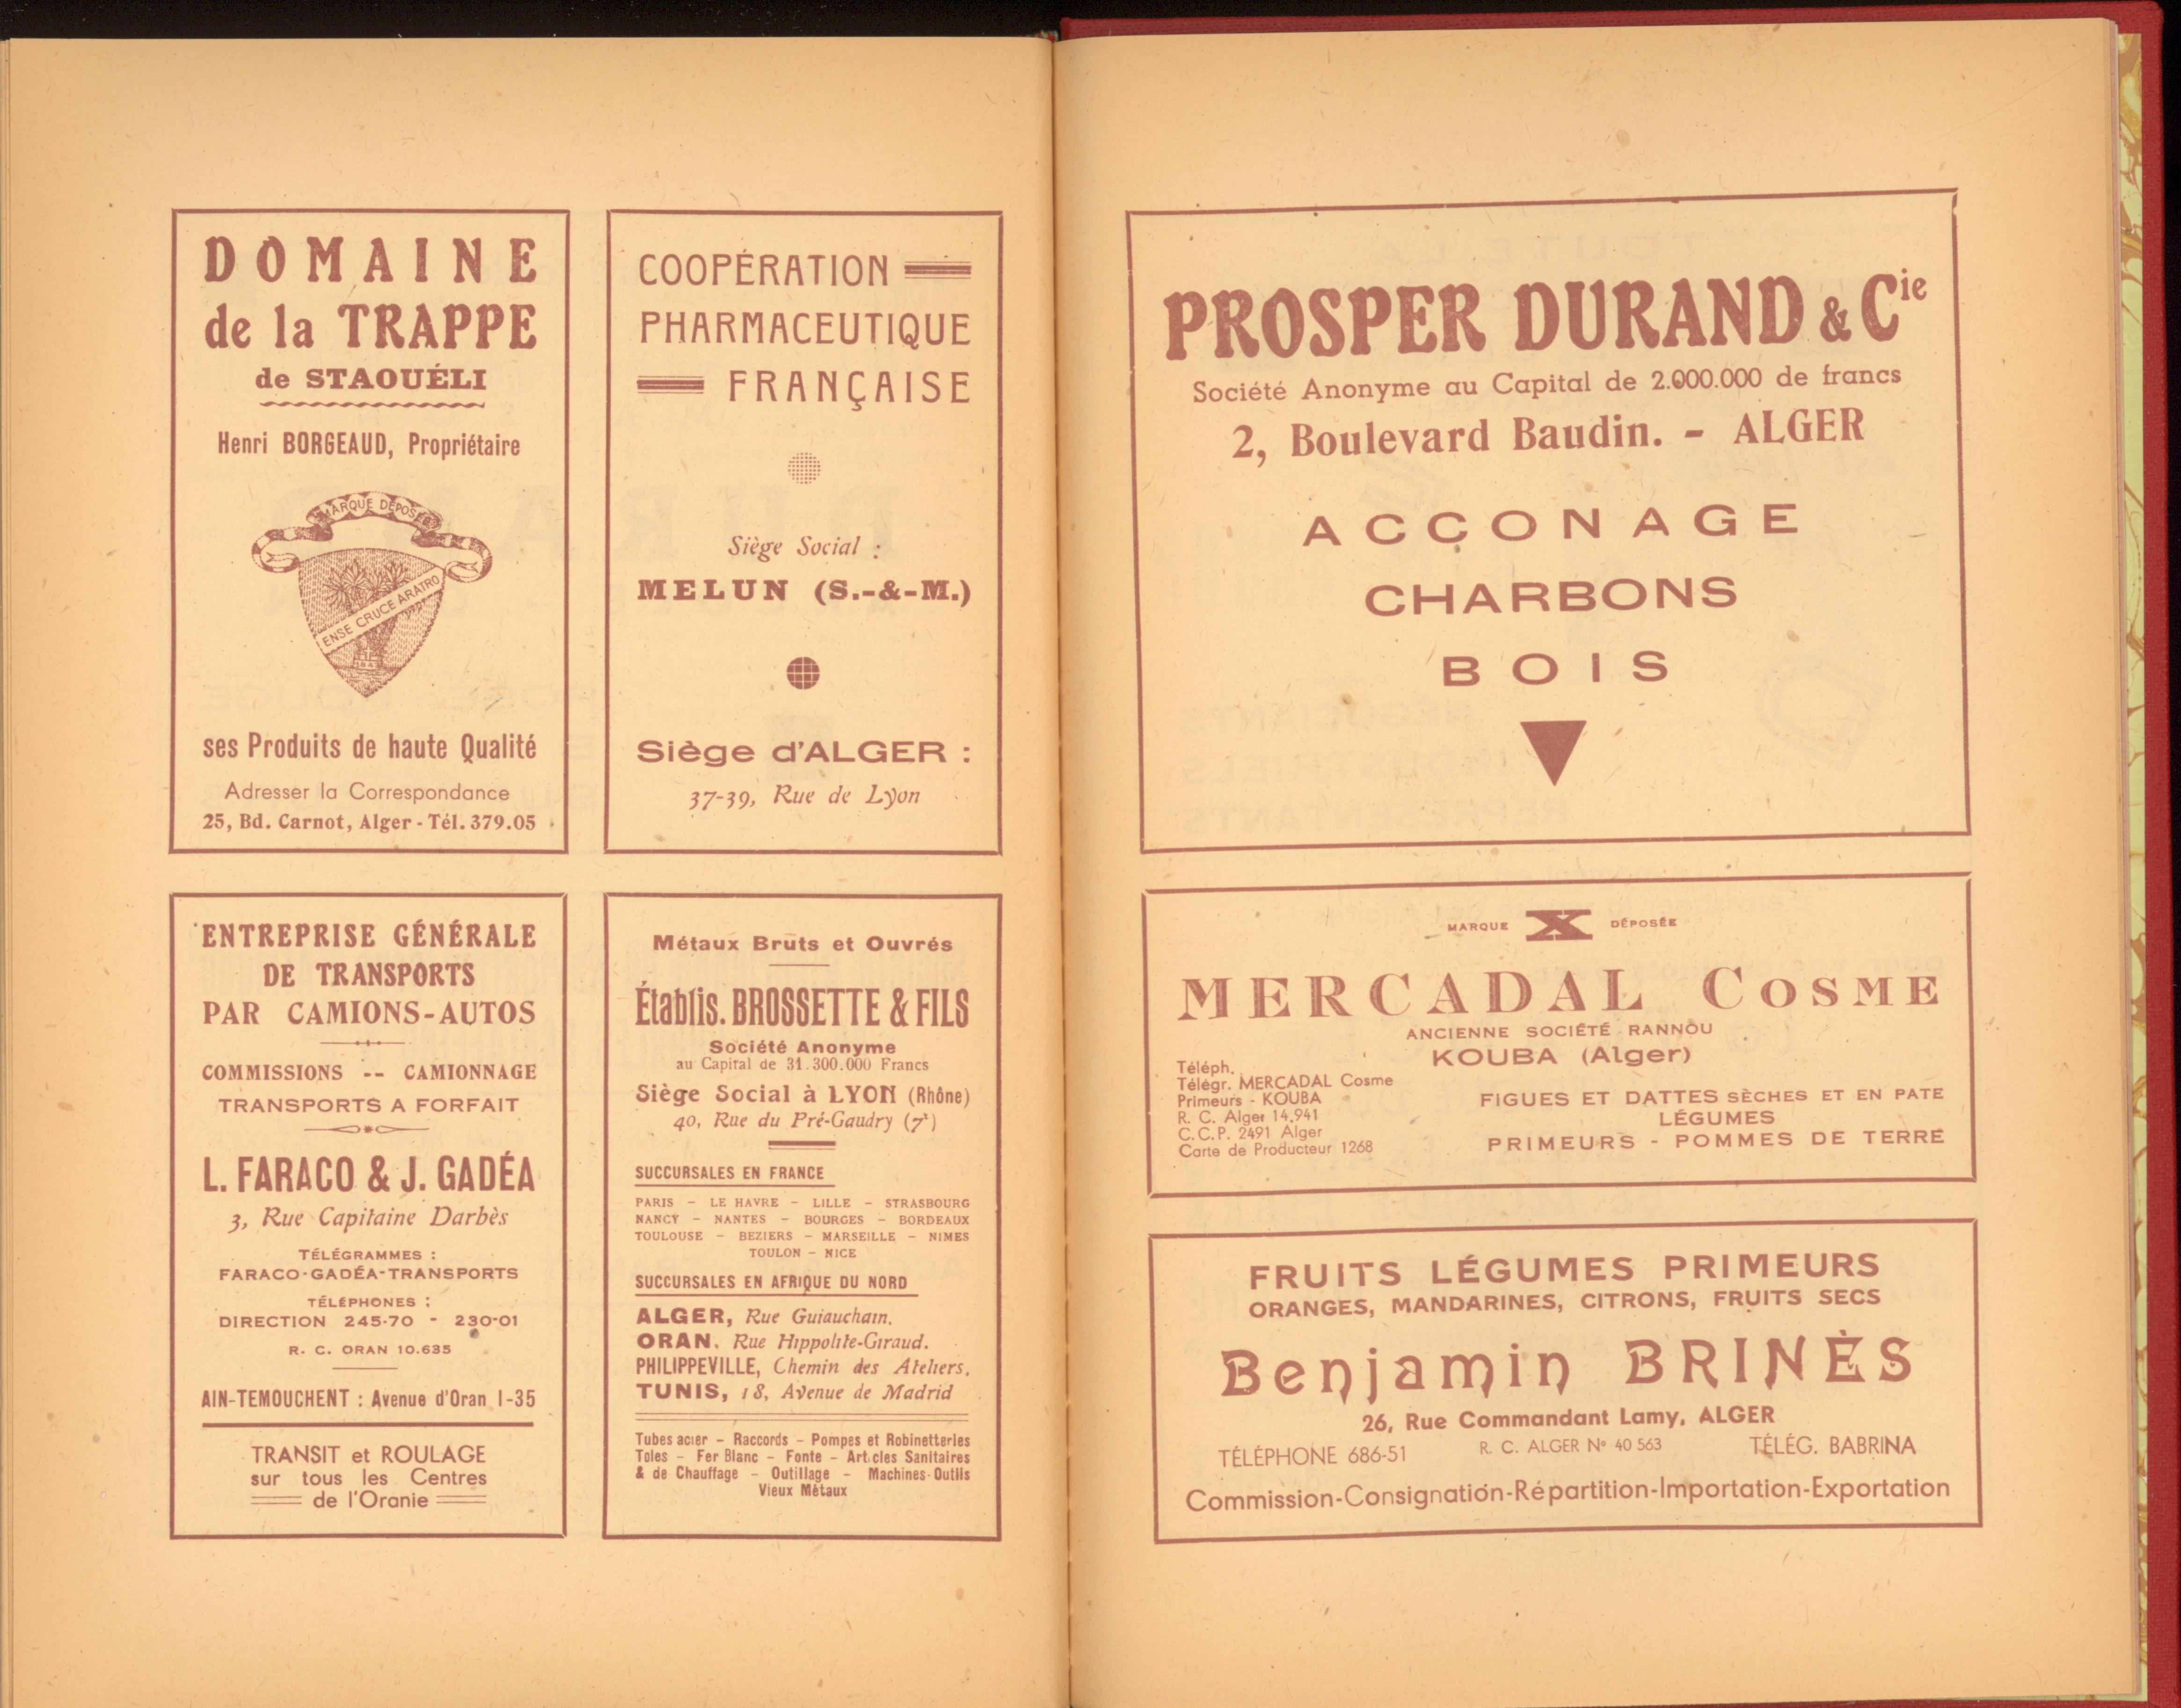 DOMAINE
de la TRAPPE
de STAOUÉLI
Henri BORGEAUD, Propriétaire
MARQUE DÉPOSÉE
ENSE CRUCE ARATRO
ses Produits de haute Qualité
Adresser la Correspondance
25, Bd. Carnot, Alger - Tél. 379.05
COOPÉRATION
PHARMACEUTIQUE
FRANÇAISE
Siège Social :
MELUN (S.-&-M.)
Siège d'ALGER :
37-39, Rue de Lyon
ENTREPRISE GÉNÉRALE
DE TRANSPORTS
PAR CAMIONS-AUTOS
COMMISSIONS -- CAMIONNAGE
TRANSPORTS A FORFAIT
L. FARACO & J. GADÉA
3, Rue Capitaine Darbès
TÉLÉGRAMMES :
FARACO-GADÉA-TRANSPORTS
TÉLÉPHONES :
DIRECTION 245-70 - 230-01
R. C. ORAN 10.635
AIN-TEMOUCHENT : Avenue d'Oran 1-35
TRANSIT et ROULAGE
sur tous les Centres
de l'Oranie
Métaux Bruts et Ouvrés
Établis. BROSSETTE & FILS
Société Anonyme
au Capital de 31.300.000 Francs
Siège Social à LYON (Rhône)
40, Rue du Pré-Gaudry (7e)
SUCCURSALES EN FRANCE
PARIS - LE HAVRE - LILLE - STRASBOURG
NANCY - NANTES - BOURGES - BORDEAUX
TOULOUSE - BEZIERS - MARSEILLE - NIMES
TOULON - NICE
SUCCURSALES EN AFRIQUE DU NORD
ALGER, Rue Guiauchain.
ORAN, Rue Hippolite-Giraud.
PHILIPPEVILLE, Chemin des Ateliers.
TUNIS, 18, Avenue de Madrid
Tubes acier - Raccords - Pompes et Robinetteries
Toles - Fer Blanc - Fonte - Articles Sanitaires
& de Chauffage - Outillage - Machines-Outils
Vieux Métaux
PROSPER DURAND & Cie
Société Anonyme au Capital de 2.000.000 de francs
2, Boulevard Baudin. - ALGER
ACCONAGE
CHARBONS
BOIS
MARQUE X DÉPOSÉE
MERCADAL COSME
ANCIENNE SOCIÉTÉ RANNOU
KOUBA (Alger)
Téléph.
Télégr. MERCADAL Cosme
Primeurs - KOUBA
R. C. Alger 14.941
C.C.P. 2491 Alger
Carte de Producteur 1268
FIGUES ET DATTES SÈCHES ET EN PATE
LÉGUMES
PRIMEURS - POMMES DE TERRE
FRUITS LÉGUMES PRIMEURS
ORANGES, MANDARINES, CITRONS, FRUITS SECS
Benjamin BRINÈS
26, Rue Commandant Lamy, ALGER
TÉLÉPHONE 686-51 R. C. ALGER No 40 563 TÉLÉG. BABRINA
Commission-Consignation-Répartition-Importation-Exportation